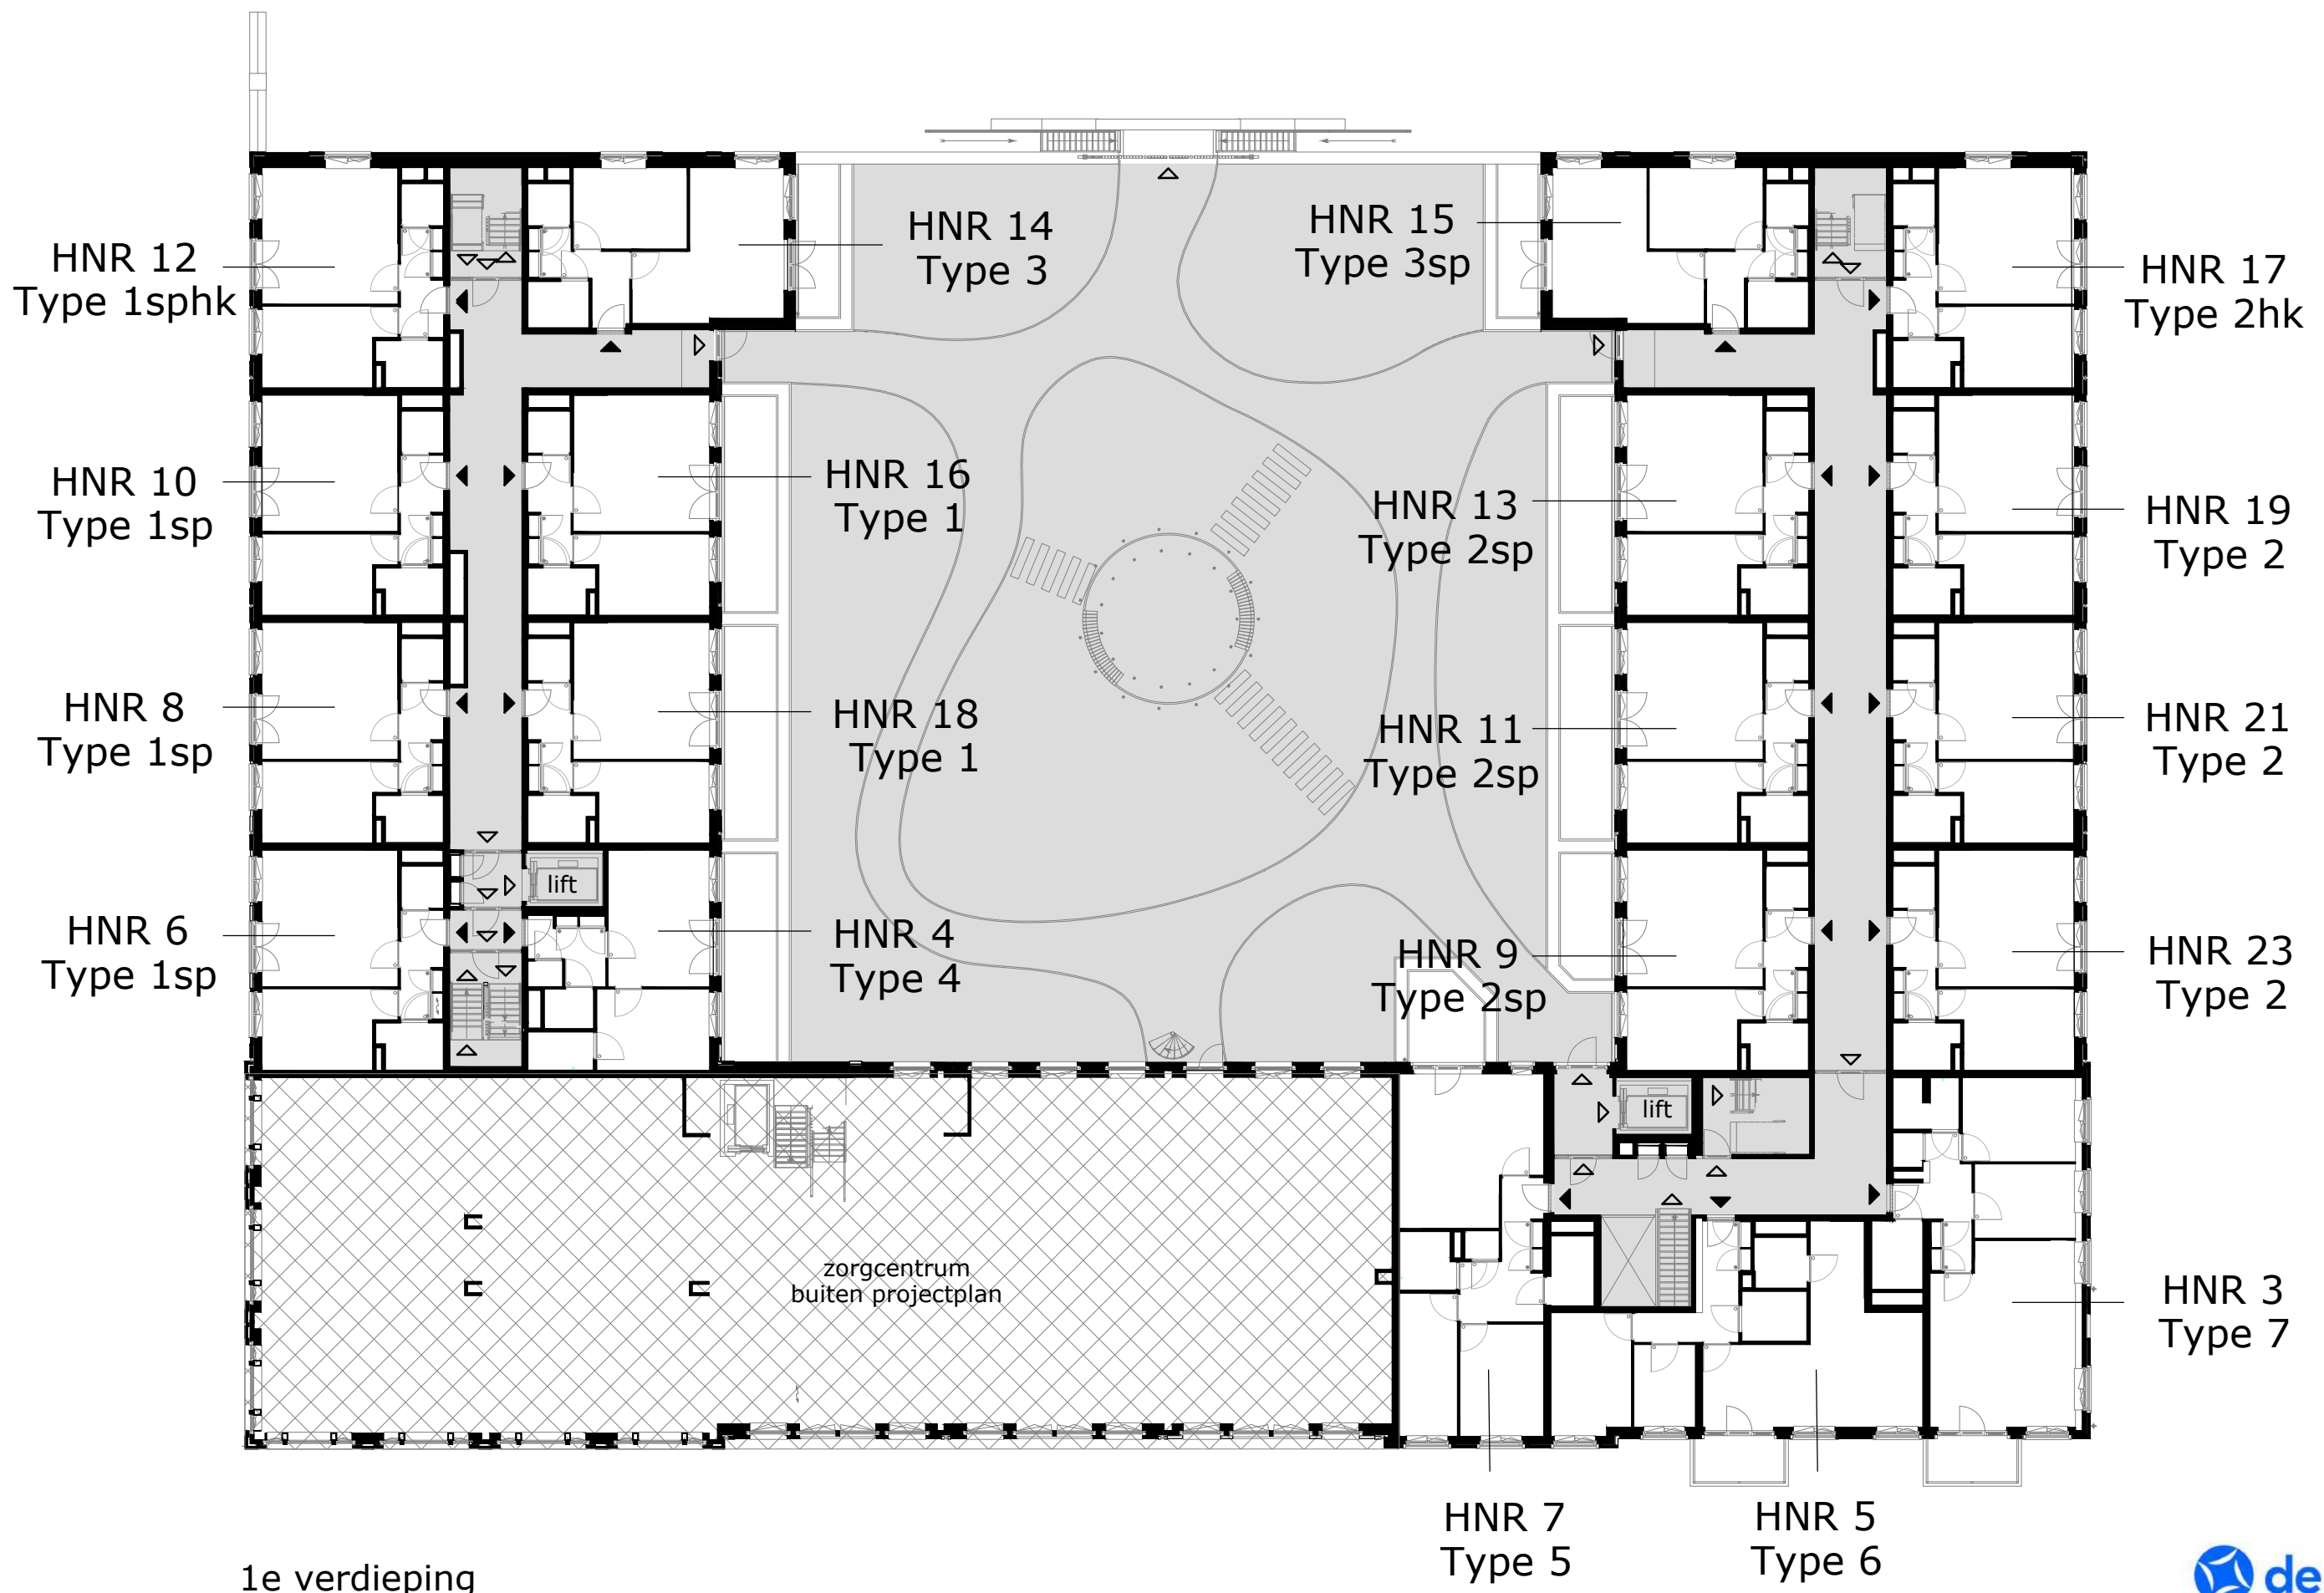 HNR 14
Type 3
HNR 15
Type 3sp
HNR 12
Type 1sphk
HNR 17
Type 2hk
HNR 10
Type 1sp
HNR 16
Type 1
HNR 13
Type 2sp
HNR 19
Type 2
HNR 8
Type 1sp
HNR 18
Type 1
HNR 11
Type 2sp
HNR 21
Type 2
lift
HNR 6
Type 1sp
HNR 4
Type 4
HNR 9
Type 2sp
HNR 23
Type 2
lift
zorgcentrum
buiten projectplan
HNR 3
Type 7
HNR 7
Type 5
HNR 5
Type 6
1e verdieping
de